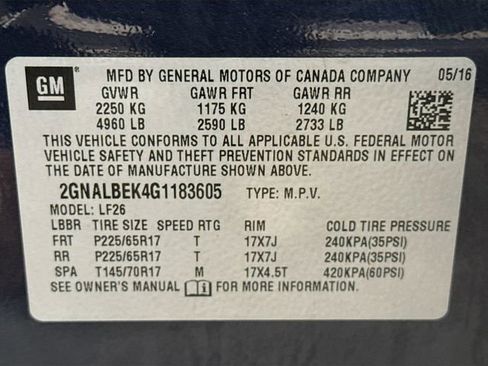 GM MFD BY GENERAL MOTORS OF CANADA COMPANY 05/16
GVWR GAWR FRT GAWR RR
2250 KG 1175 KG 1240 KG
4960 LB 2590 LB 2733 LB
THIS VEHICLE CONFORMS TO ALL APPLICABLE U.S. FEDERAL MOTOR
VEHICLE SAFETY AND THEFT PREVENTION STANDARDS IN EFFECT ON
THE DATE OF MANUFACTURE SHOWN ABOVE.
2GNALBEK4G1183605 TYPE: M.P.V.
MODEL: LF26
LBBR TIRE SIZE SPEED RTG RIM COLD TIRE PRESSURE
FRT P225/65R17 T 17X7J 240KPA(35PSI)
RR P225/65R17 T 17X7J 240KPA(35PSI)
SPA T145/70R17 M 17X4.5T 420KPA(60PSI)
SEE OWNER'S MANUAL FOR MORE INFORMATION.